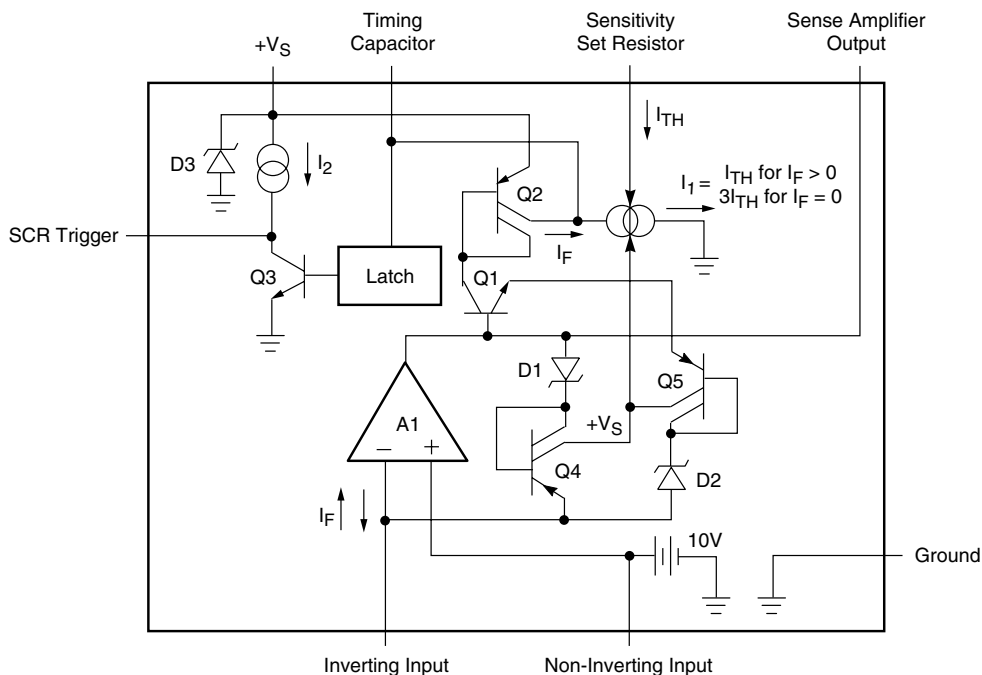 Timing
Capacitor
Sensitivity
Set Resistor
Sense Amplifier
Output
+VS
ITH
D3
I2
Q2
I1 = ITH for IF > 0
3ITH for IF = 0
SCR Trigger
IF
Q3
Latch
Q1
D1
Q5
A1
+VS
– +
Q4
D2
IF
10V
Ground
Inverting Input
Non-Inverting Input